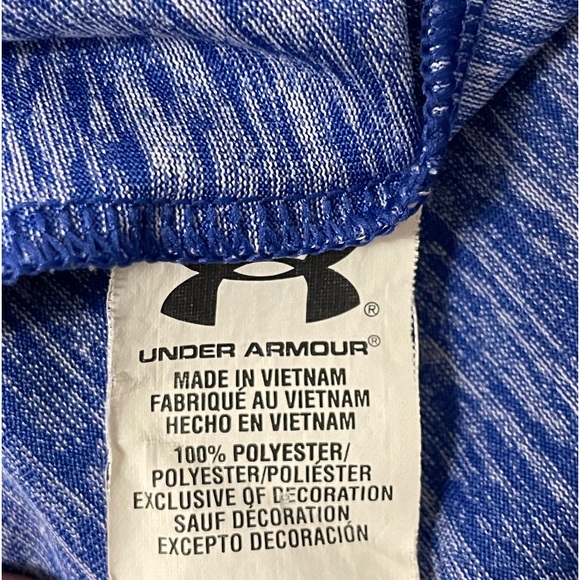 ®
UNDER ARMOUR®
MADE IN VIETNAM
FABRIQUÉ AU VIETNAM
HECHO EN VIETNAM
100% POLYESTER/
POLYESTER/POLIÉSTER
EXCLUSIVE OF DECORATION
SAUF DÉCORATION
EXCEPTO DECORACIÓN